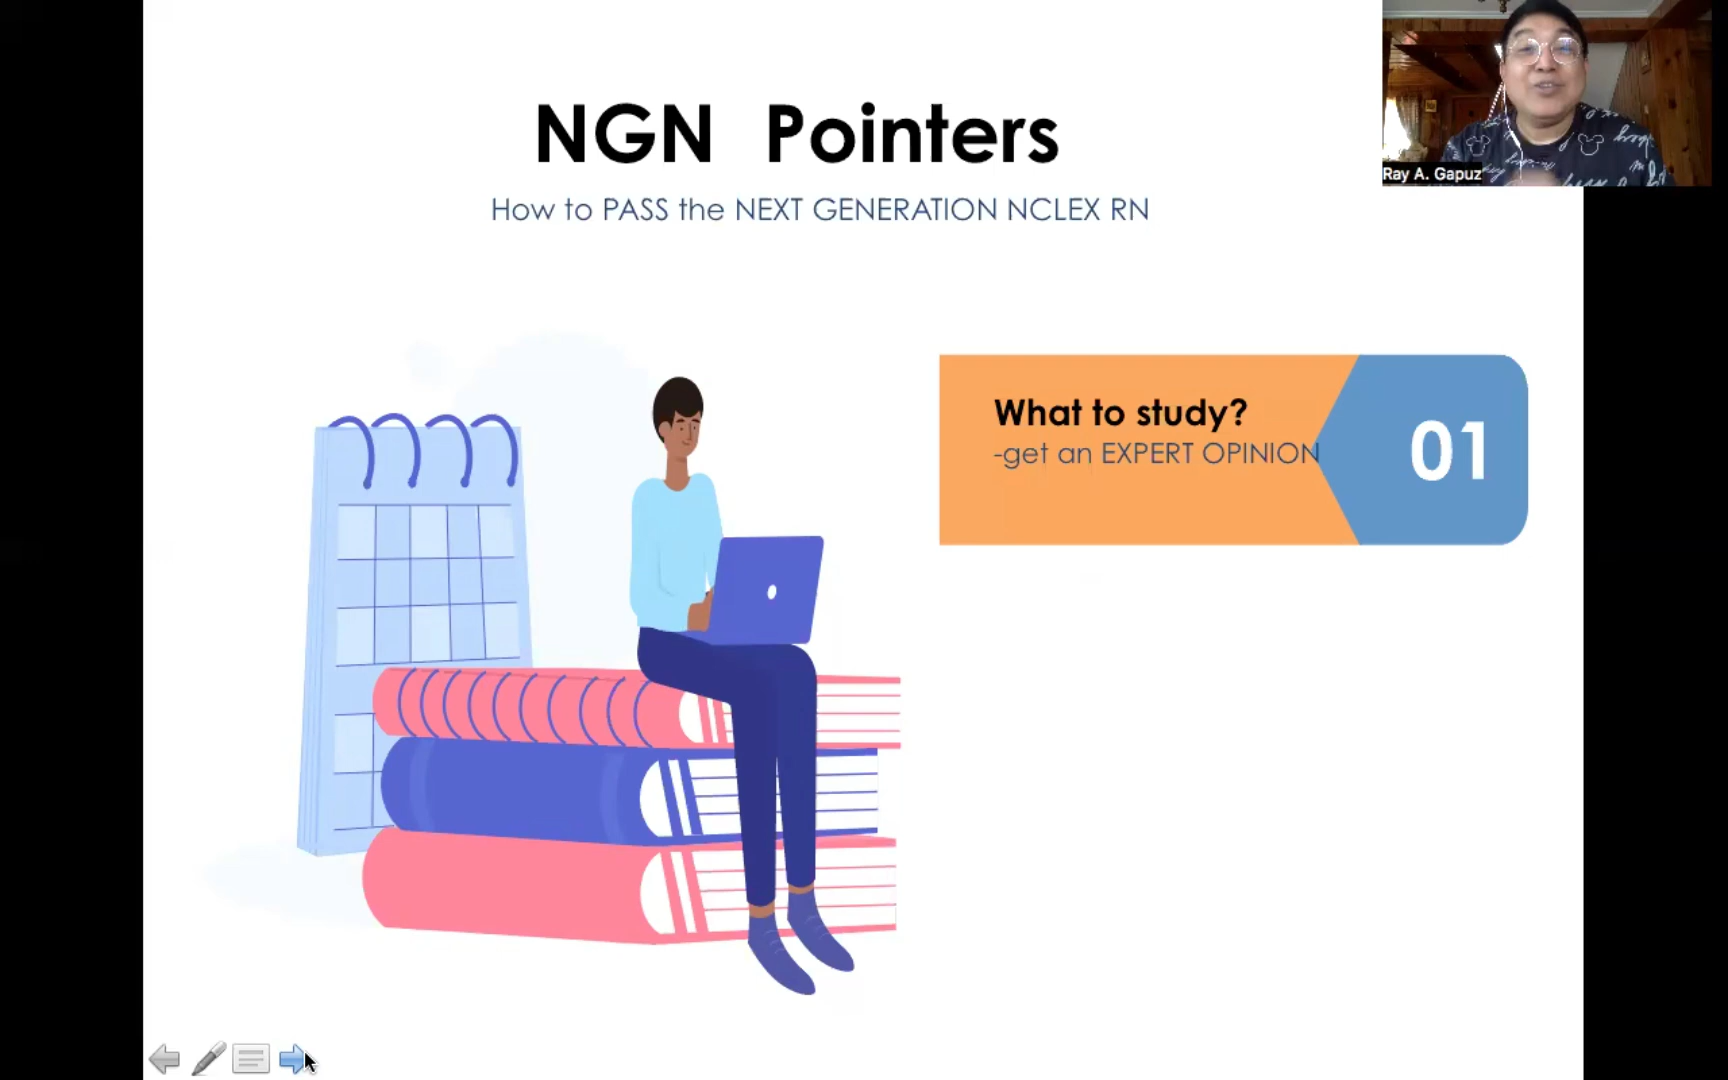 NGN Pointers
How to PASS the NEXT GENERATION NCLEX RN
Ray A. Gapuz
What to study?
-get an EXPERT OPINION
01